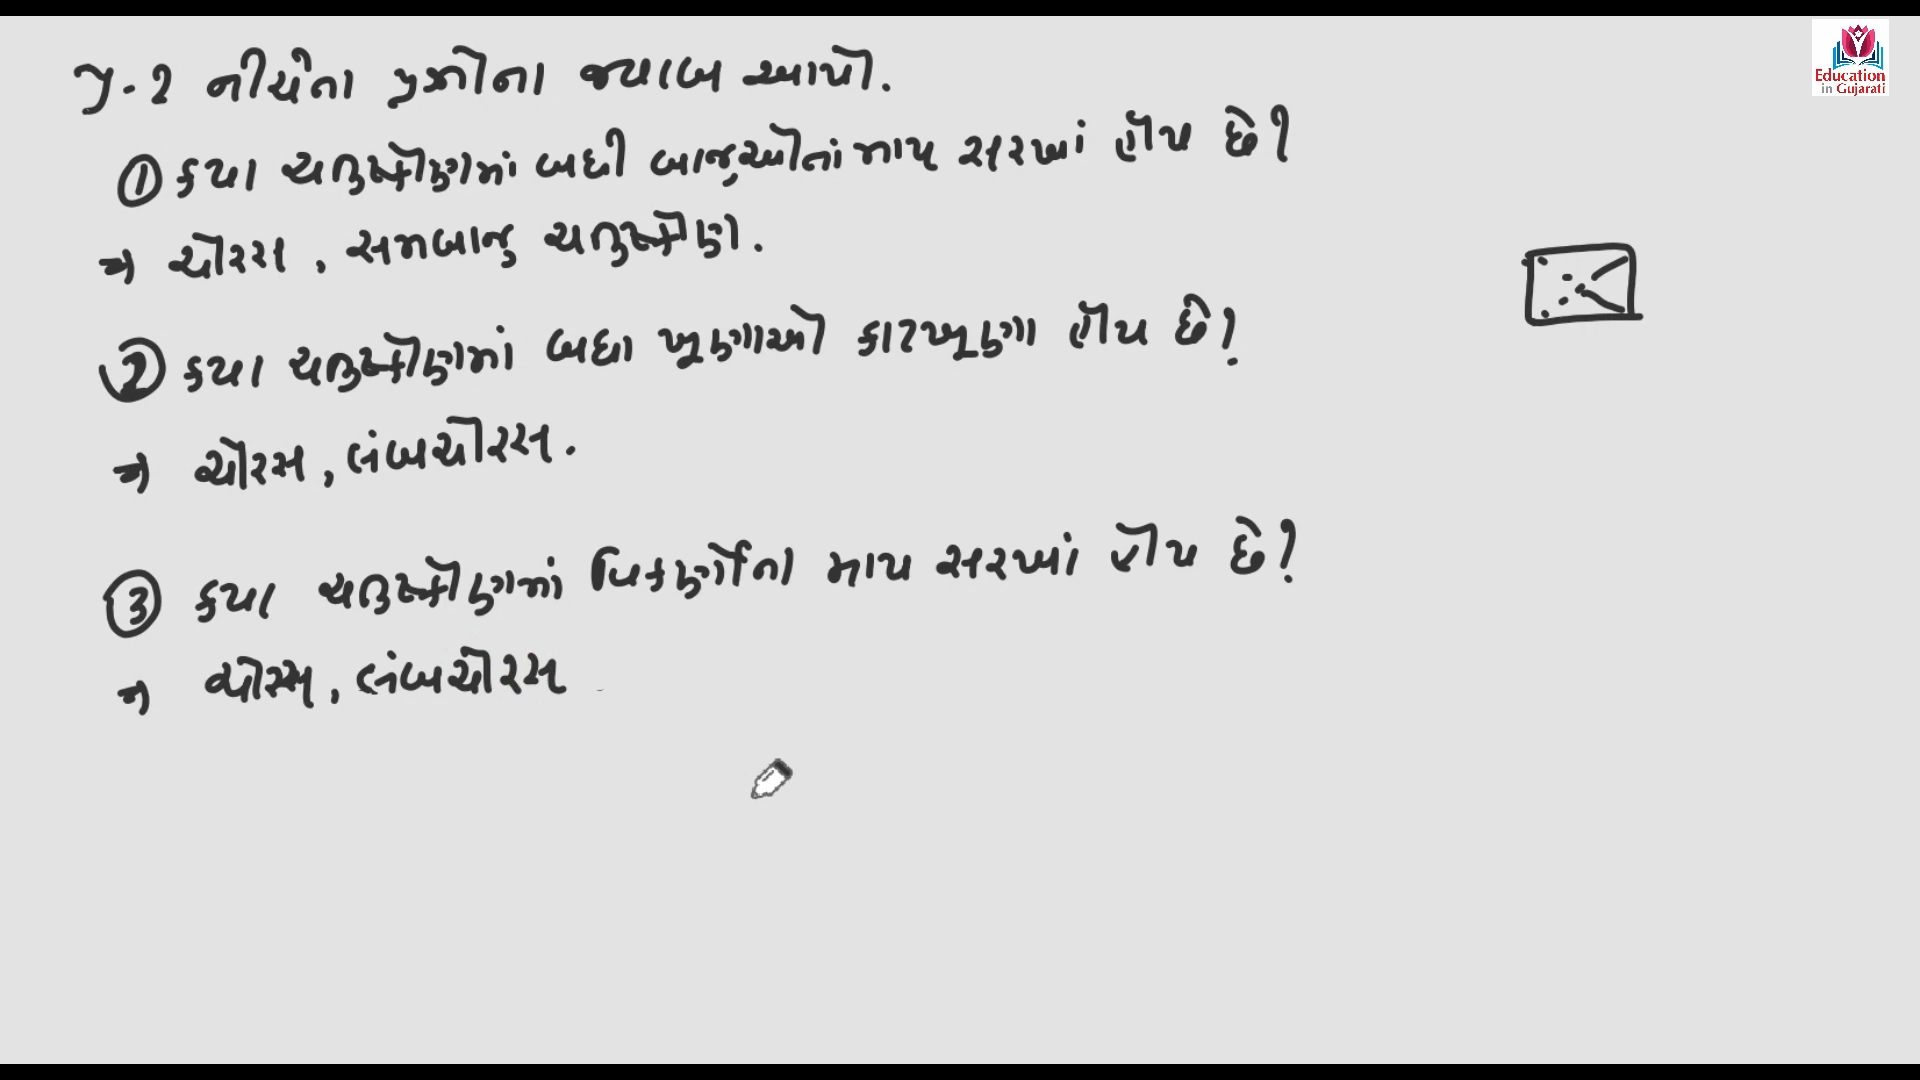 પ્ર-2 નીચેના પ્રશ્નોના જવાબ આપો.
① કયા ચતુષ્કોણમાં બધી બાજુઓનાં માપ સરખાં હોય છે?
⇒ ચોરસ, સમબાજુ ચતુષ્કોણ.
② કયા ચતુષ્કોણમાં બધા ખૂણાઓ કાટખૂણા હોય છે?
⇒ ચોરસ, લંબચોરસ.
③ કયા ચતુષ્કોણમાં વિકર્ણોના માપ સરખાં હોય છે?
⇒ ચોરસ, લંબચોરસ
Education
in Gujarati